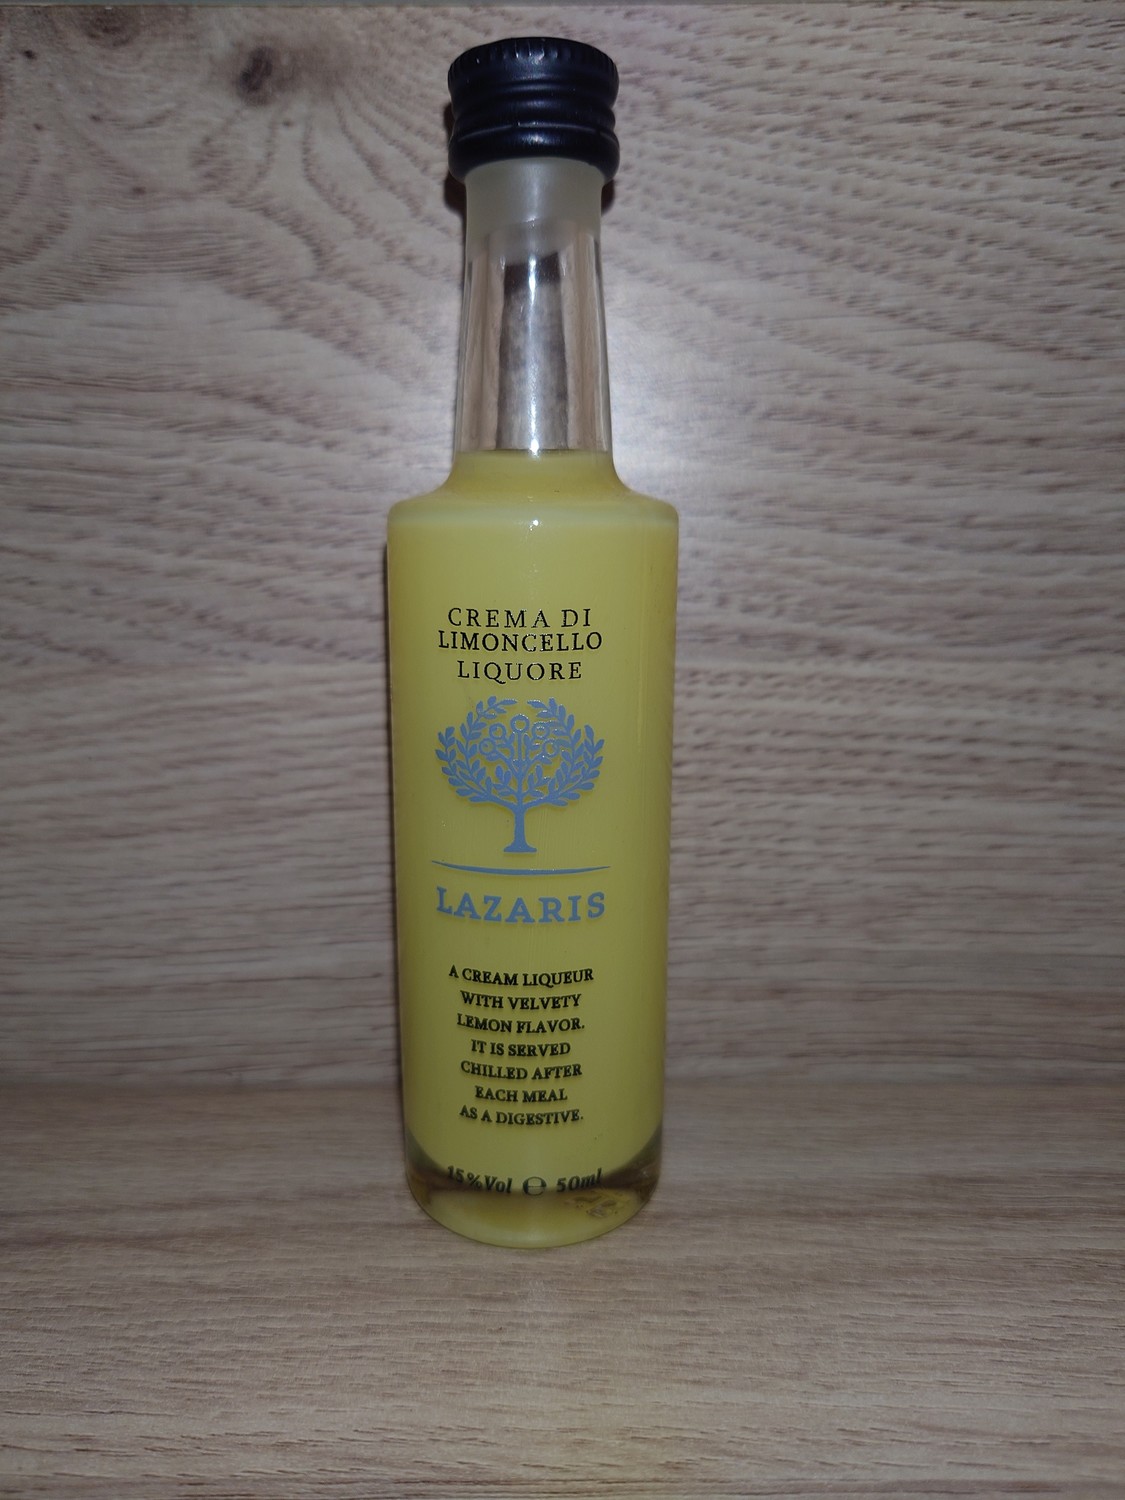 CREMA DI
LIMONCELLO
LIQUORE
LAZARIS
A CREAM LIQUEUR
WITH VELVETY
LEMON FLAVOR.
IT IS SERVED
CHILLED AFTER
EACH MEAL
AS A DIGESTIVE.
15%Vol ℮ 50ml